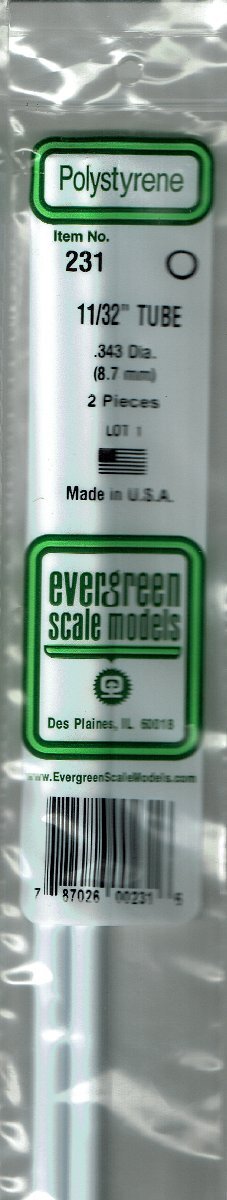 Polystyrene
Item No.
231
11/32" TUBE
.343 Dia.
(8.7 mm)
2 Pieces
LOT 1
Made in U.S.A.
evergreen
scale models
Des Plaines, IL 60018
www.EvergreenScaleModels.com
7 87026 00231 6